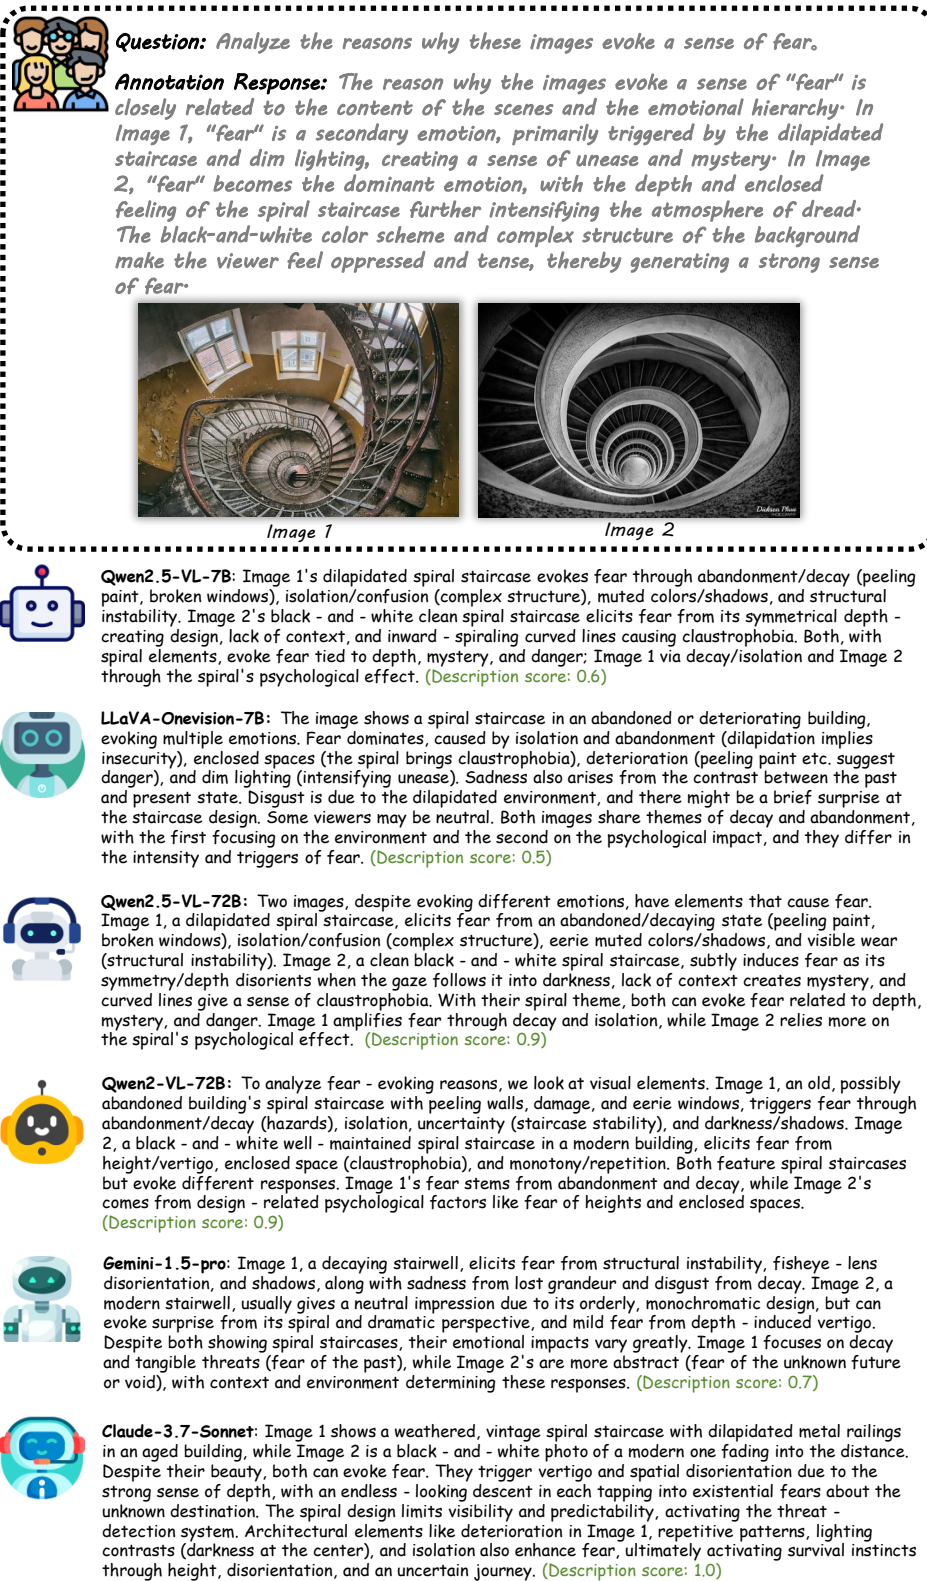 Question: Analyze the reasons why these images evoke a sense of fear。
Annotation Response: The reason why the images evoke a sense of "fear" is
closely related to the content of the scenes and the emotional hierarchy. In
Image 1, "fear" is a secondary emotion, primarily triggered by the dilapidated
staircase and dim lighting, creating a sense of unease and mystery. In Image
2, "fear" becomes the dominant emotion, with the depth and enclosed
feeling of the spiral staircase further intensifying the atmosphere of dread.
The black-and-white color scheme and complex structure of the background
make the viewer feel oppressed and tense, thereby generating a strong sense
of fear.
Dickson Phua
Image 1
Image 2
Qwen2.5-VL-7B: Image 1's dilapidated spiral staircase evokes fear through abandonment/decay (peeling
paint, broken windows), isolation/confusion (complex structure), muted colors/shadows, and structural
instability. Image 2's black - and - white clean spiral staircase elicits fear from its symmetrical depth -
creating design, lack of context, and inward - spiraling curved lines causing claustrophobia. Both, with
spiral elements, evoke fear tied to depth, mystery, and danger; Image 1 via decay/isolation and Image 2
through the spiral's psychological effect. (Description score: 0.6)
LLaVA-Onevision-7B: The image shows a spiral staircase in an abandoned or deteriorating building,
evoking multiple emotions. Fear dominates, caused by isolation and abandonment (dilapidation implies
insecurity), enclosed spaces (the spiral brings claustrophobia), deterioration (peeling paint etc. suggest
danger), and dim lighting (intensifying unease). Sadness also arises from the contrast between the past
and present state. Disgust is due to the dilapidated environment, and there might be a brief surprise at
the staircase design. Some viewers may be neutral. Both images share themes of decay and abandonment,
with the first focusing on the environment and the second on the psychological impact, and they differ in
the intensity and triggers of fear. (Description score: 0.5)
Qwen2.5-VL-72B: Two images, despite evoking different emotions, have elements that cause fear.
Image 1, a dilapidated spiral staircase, elicits fear from an abandoned/decaying state (peeling paint,
broken windows), isolation/confusion (complex structure), eerie muted colors/shadows, and visible wear
(structural instability). Image 2, a clean black - and - white spiral staircase, subtly induces fear as its
symmetry/depth disorients when the gaze follows it into darkness, lack of context creates mystery, and
curved lines give a sense of claustrophobia. With their spiral theme, both can evoke fear related to depth,
mystery, and danger. Image 1 amplifies fear through decay and isolation, while Image 2 relies more on
the spiral's psychological effect. (Description score: 0.9)
Qwen2-VL-72B: To analyze fear - evoking reasons, we look at visual elements. Image 1, an old, possibly
abandoned building's spiral staircase with peeling walls, damage, and eerie windows, triggers fear through
abandonment/decay (hazards), isolation, uncertainty (staircase stability), and darkness/shadows. Image
2, a black - and - white well - maintained spiral staircase in a modern building, elicits fear from
height/vertigo, enclosed space (claustrophobia), and monotony/repetition. Both feature spiral staircases
but evoke different responses. Image 1's fear stems from abandonment and decay, while Image 2's
comes from design - related psychological factors like fear of heights and enclosed spaces.
(Description score: 0.9)
Gemini-1.5-pro: Image 1, a decaying stairwell, elicits fear from structural instability, fisheye - lens
disorientation, and shadows, along with sadness from lost grandeur and disgust from decay. Image 2, a
modern stairwell, usually gives a neutral impression due to its orderly, monochromatic design, but can
evoke surprise from its spiral and dramatic perspective, and mild fear from depth - induced vertigo.
Despite both showing spiral staircases, their emotional impacts vary greatly. Image 1 focuses on decay
and tangible threats (fear of the past), while Image 2's are more abstract (fear of the unknown future
or void), with context and environment determining these responses. (Description score: 0.7)
Claude-3.7-Sonnet: Image 1 shows a weathered, vintage spiral staircase with dilapidated metal railings
in an aged building, while Image 2 is a black - and - white photo of a modern one fading into the distance.
Despite their beauty, both can evoke fear. They trigger vertigo and spatial disorientation due to the
strong sense of depth, with an endless - looking descent in each tapping into existential fears about the
unknown destination. The spiral design limits visibility and predictability, activating the threat -
detection system. Architectural elements like deterioration in Image 1, repetitive patterns, lighting
contrasts (darkness at the center), and isolation also enhance fear, ultimately activating survival instincts
through height, disorientation, and an uncertain journey. (Description score: 1.0)